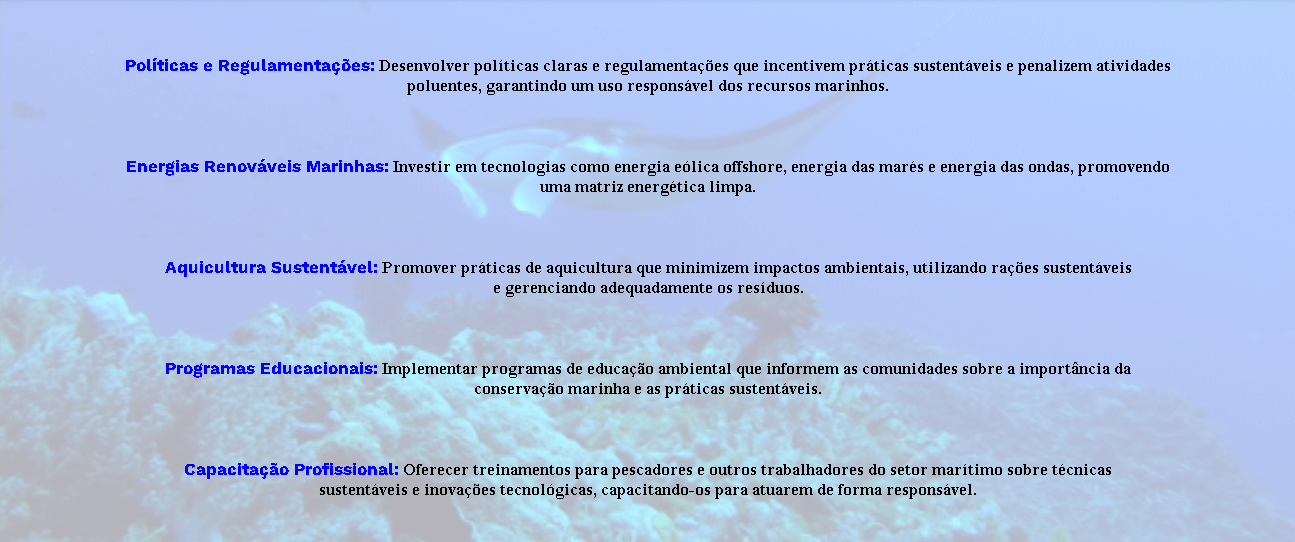 Políticas e Regulamentações: Desenvolver políticas claras e regulamentações que incentivem práticas sustentáveis e penalizem atividades
poluentes, garantindo um uso responsável dos recursos marinhos.
Energias Renováveis Marinhas: Investir em tecnologias como energia eólica offshore, energia das marés e energia das ondas, promovendo
uma matriz energética limpa.
Aquicultura Sustentável: Promover práticas de aquicultura que minimizem impactos ambientais, utilizando rações sustentáveis
e gerenciando adequadamente os resíduos.
Programas Educacionais: Implementar programas de educação ambiental que informem as comunidades sobre a importância da
conservação marinha e as práticas sustentáveis.
Capacitação Profissional: Oferecer treinamentos para pescadores e outros trabalhadores do setor marítimo sobre técnicas
sustentáveis e inovações tecnológicas, capacitando-os para atuarem de forma responsável.